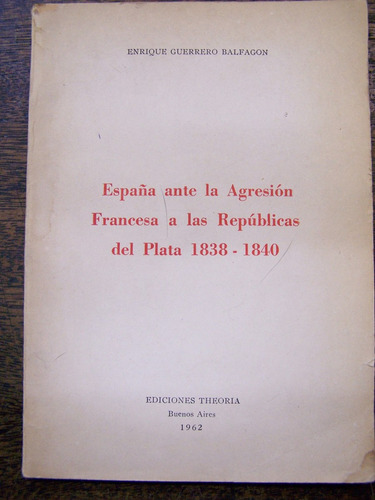 ENRIQUE GUERRERO BALFAGON
España ante la Agresión
Francesa a las Repúblicas
del Plata 1838 - 1840
EDICIONES THEORIA
Buenos Aires
1962